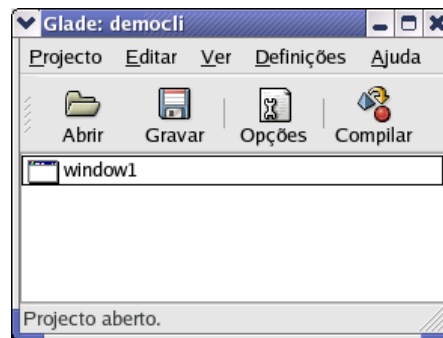 Glade: democli
Projecto Editar Ver Definições Ajuda
Abrir Gravar Opções Compilar
window1
Projecto aberto.